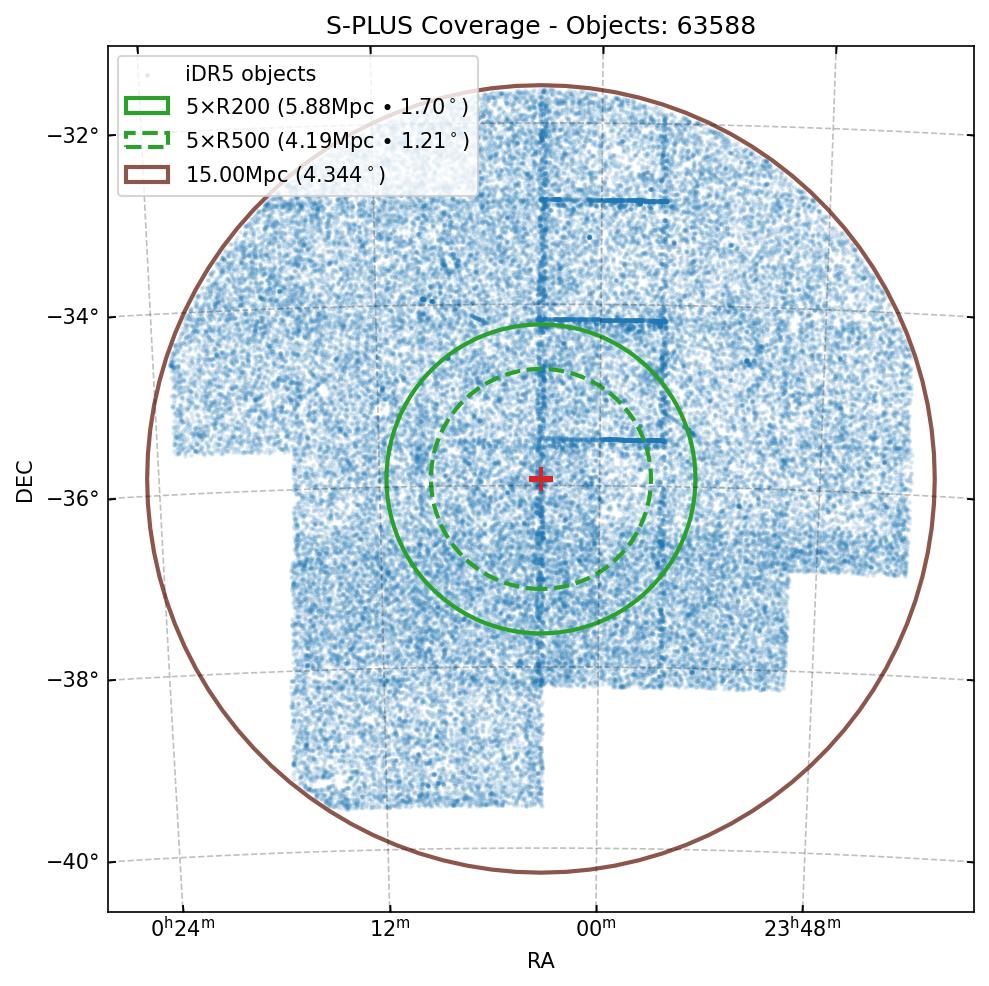 S-PLUS Coverage - Objects: 63588
iDR5 objects
5×R200 (5.88Mpc • 1.70°)
5×R500 (4.19Mpc • 1.21°)
15.00Mpc (4.344°)
−32°
−34°
−36°
−38°
−40°
DEC
0h24m 12m 00m 23h48m
RA